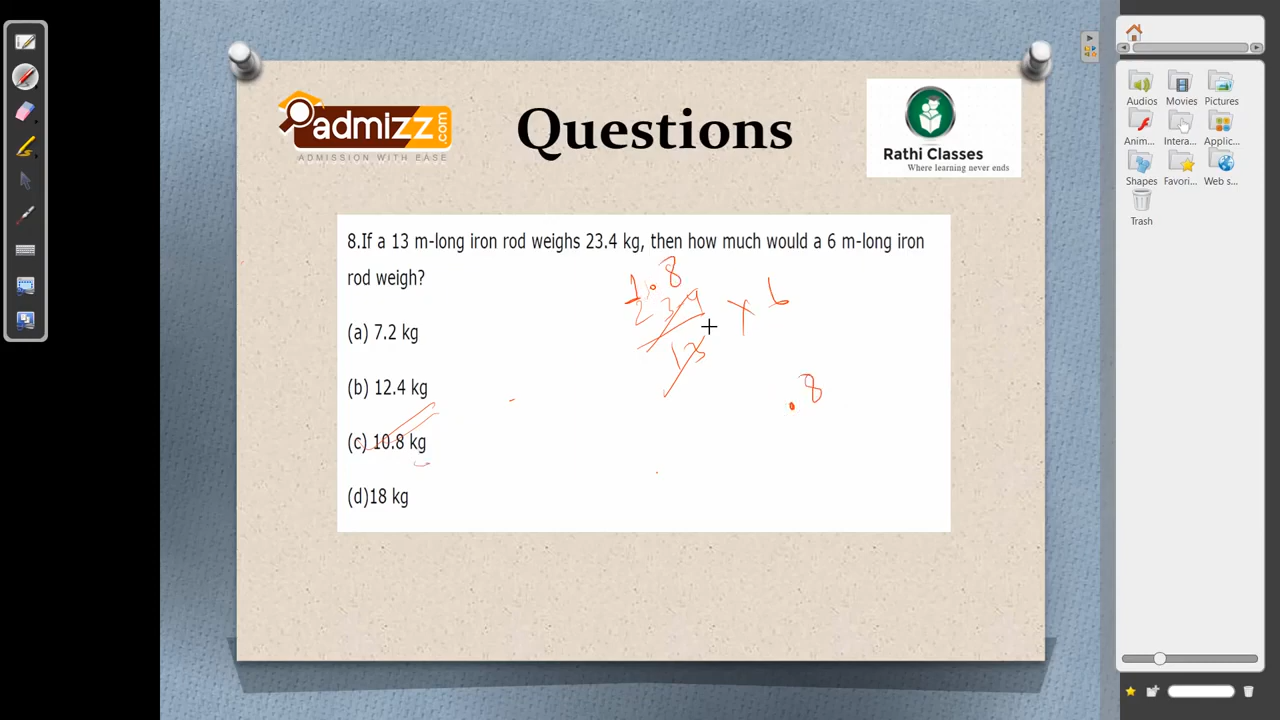 admizz.com
ADMISSION WITH EASE
Questions
Rathi Classes
Where learning never ends
8.If a 13 m-long iron rod weighs 23.4 kg, then how much would a 6 m-long iron
rod weigh?
1.8
23.4 × 6
13
.8
(a) 7.2 kg
(b) 12.4 kg
(c) 10.8 kg
(d)18 kg
Audios Movies Pictures
Anim... Intera... Applic...
Shapes Favori... Web s...
Trash